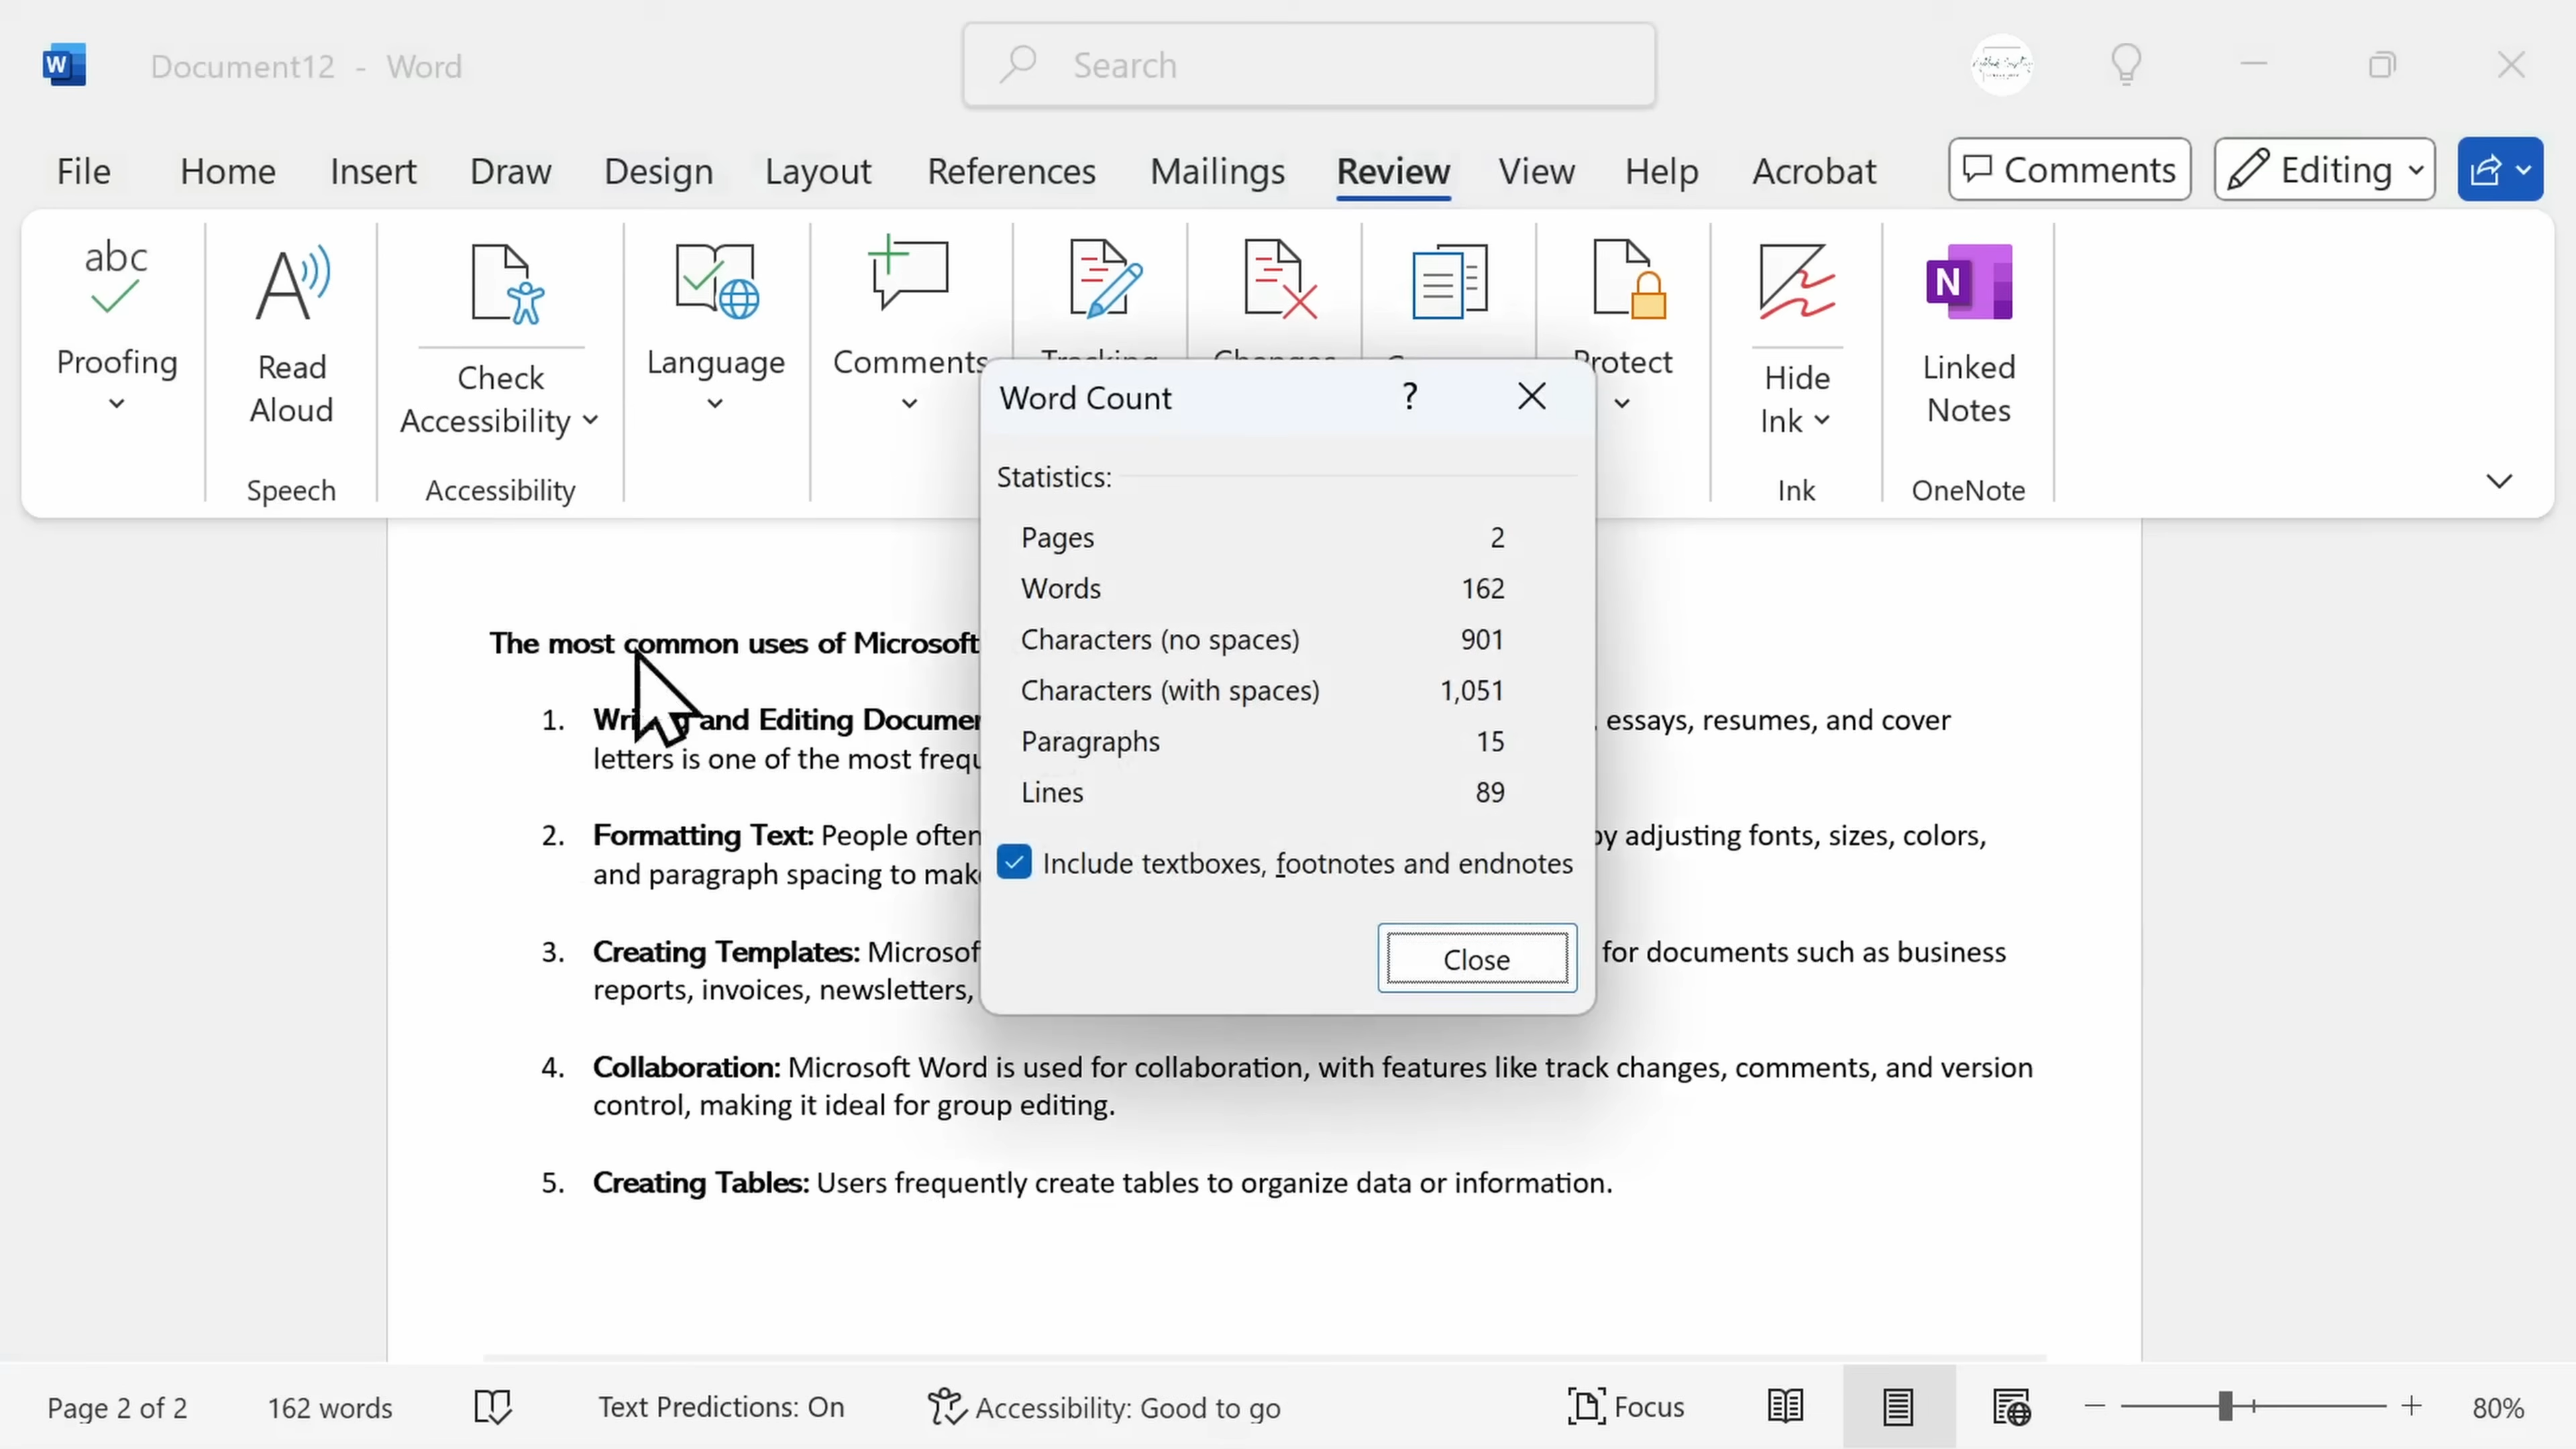 Document12 - Word
Search
File Home Insert Draw Design Layout References Mailings Review View Help Acrobat Comments Editing
abc
Proofing
Read
Aloud
Speech
Check
Accessibility
Accessibility
Language
Comments
Tracking
Changes
Protect
Hide
Ink
Ink
N
Linked
Notes
OneNote
Word Count ?
Statistics:
Pages 2
Words 162
Characters (no spaces) 901
Characters (with spaces) 1,051
Paragraphs 15
Lines 89
Include textboxes, footnotes and endnotes
Close
The most common uses of Microsoft
1. Writing and Editing essays, resumes, and cover
letters is one of the most
2. Formatting Text: People often by adjusting fonts, sizes, colors,
and paragraph spacing to
3. Creating Templates: for documents such as business
reports, invoices, newsletters,
4. Collaboration: Microsoft Word is used for collaboration, with features like track changes, comments, and version
control, making it ideal for group editing.
5. Creating Tables: Users frequently create tables to organize data or information.
Page 2 of 2 162 words Text Predictions: On Accessibility: Good to go Focus 80%